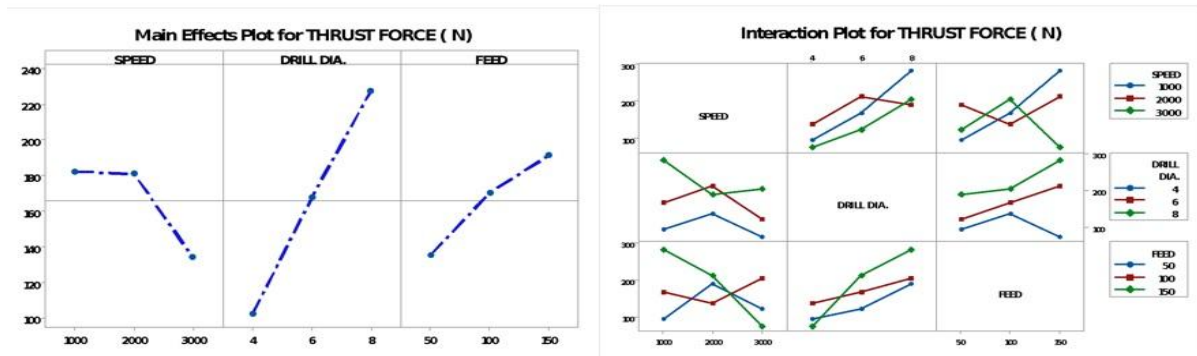 Main Effects Plot for THRUST FORCE ( N)
SPEED DRILL DIA. FEED
240
220
200
180
160
140
120
100
1000 2000 3000 4 6 8 50 100 150
Interaction Plot for THRUST FORCE ( N)
4 6 8
300
200
100
SPEED
SPEED
1000
2000
3000
DRILL DIA.
300
200
100
DRILL
DIA.
4
6
8
300
200
100
FEED
FEED
50
100
150
1000 2000 3000 50 100 150